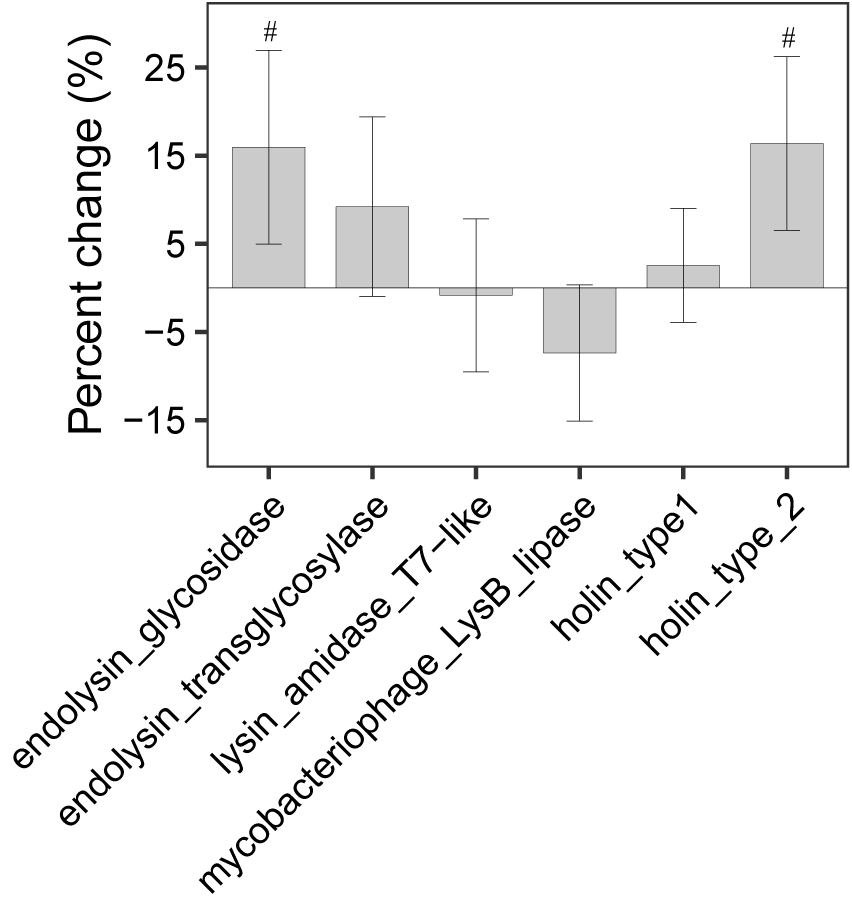 # #
Percent change (%)
25
15
5
−5
−15
endolysin_glycosidase
endolysin_transglycosylase
lysin_amidase_T7−like
mycobacteriophage_LysB_lipase
holin_type1
holin_type_2